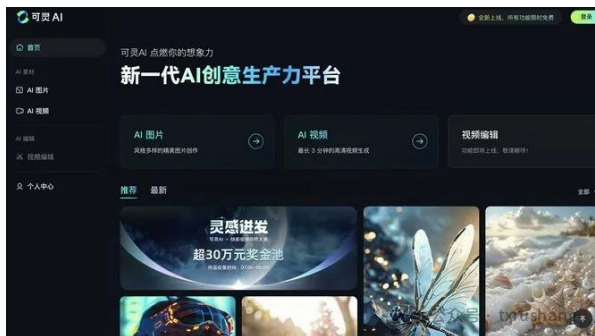 可灵 AI
全新上线，所有功能限时免费
登录
首页
AI 素材
AI 图片
AI 视频
AI 编辑
视频编辑
个人中心
可灵AI 点燃你的想象力
新一代AI创意生产力平台
AI 图片
风格多样的精美图片创作
AI 视频
最长 3 分钟的高清视频生成
视频编辑
功能即将上线，敬请期待！
推荐
最新
全部
灵感迸发
超30万元奖金池